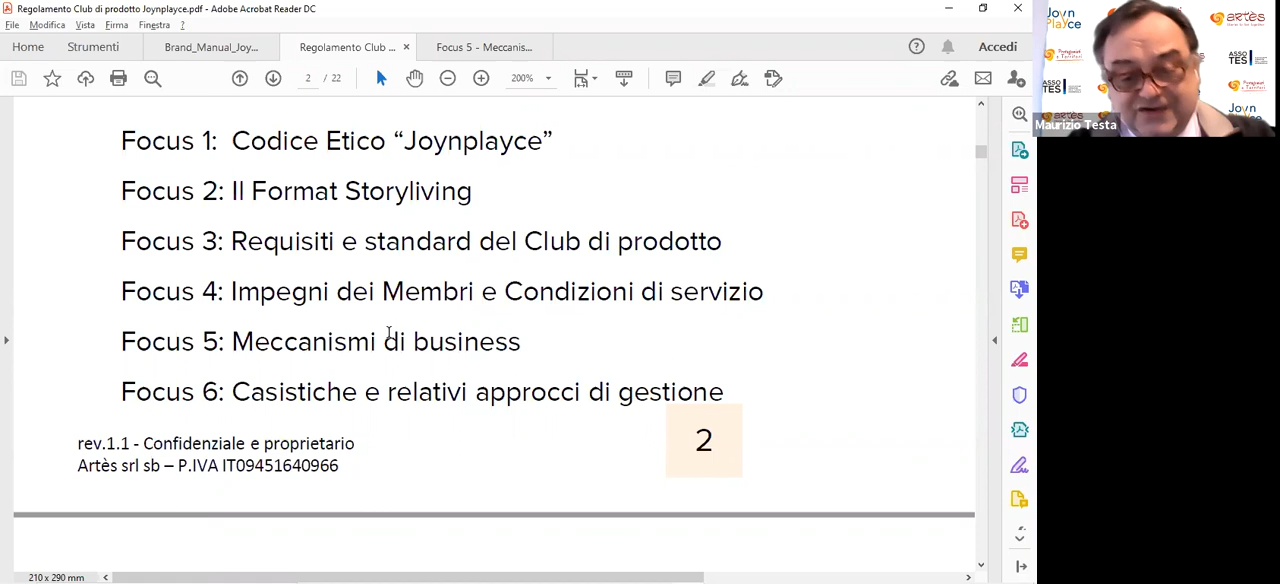 Regolamento Club di prodotto Joynplayce.pdf - Adobe Acrobat Reader DC
File Modifica Vista Firma Finestra ?
Home Strumenti Brand_Manual_Joy... Regolamento Club ... × Focus 5 - Meccanis... Accedi
2 / 22 200%
Focus 1: Codice Etico “Joynplayce”
Focus 2: Il Format Storyliving
Focus 3: Requisiti e standard del Club di prodotto
Focus 4: Impegni dei Membri e Condizioni di servizio
Focus 5: Meccanismi di business
Focus 6: Casistiche e relativi approcci di gestione
rev.1.1 - Confidenziale e proprietario
Artès srl sb – P.IVA IT09451640966
2
210 x 290 mm
Joyn
Playce
artès
ASSO
TES
Maurizio Testa
Joyn